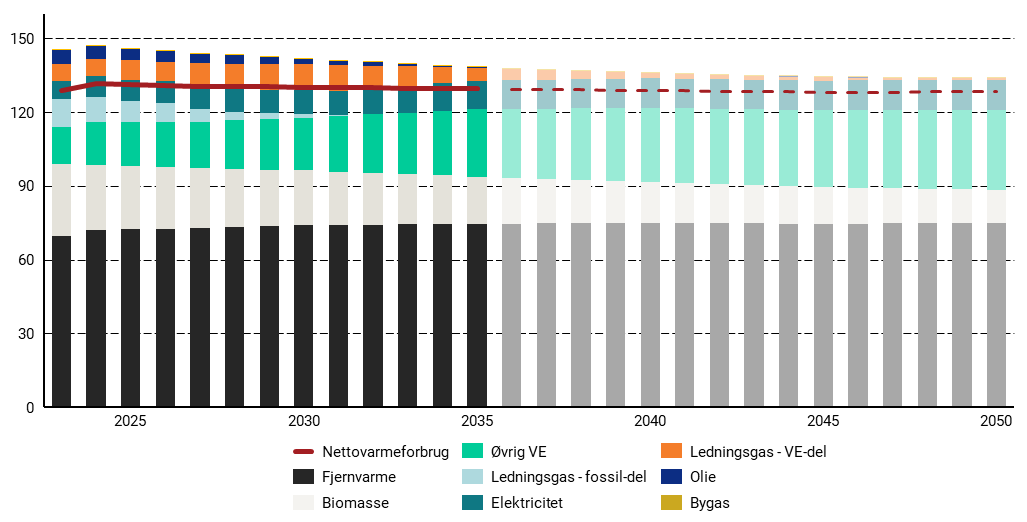 150
120
90
60
30
0
2025 2030 2035 2040 2045 2050
Nettovarmeforbrug Øvrig VE Ledningsgas - VE-del
Fjernvarme Ledningsgas - fossil-del Olie
Biomasse Elektricitet Bygas